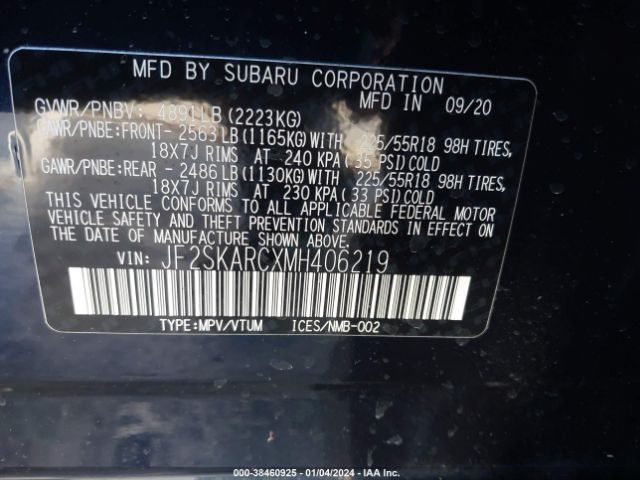 MFD BY SUBARU CORPORATION
MFD IN 09/20
GVWR/PNBV: 4891LB (2223KG)
GAWR/PNBE:FRONT- 2563LB(1165KG)WITH 225/55R18 98H TIRES,
18X7J RIMS AT 240 KPA(35 PSI)COLD
GAWR/PNBE:REAR - 2486LB(1130KG)WITH 225/55R18 98H TIRES,
18X7J RIMS AT 230 KPA(33 PSI)COLD
THIS VEHICLE CONFORMS TO ALL APPLICABLE FEDERAL MOTOR
VEHICLE SAFETY AND THEFT PREVENTION STANDARDS IN EFFECT ON
THE DATE OF MANUFACTURE SHOWN ABOVE.
VIN: JF2SKARCXMH406219
TYPE:MPV/VTUM ICES/NMB-002
000-38460925 - 01/04/2024 - IAA Inc.